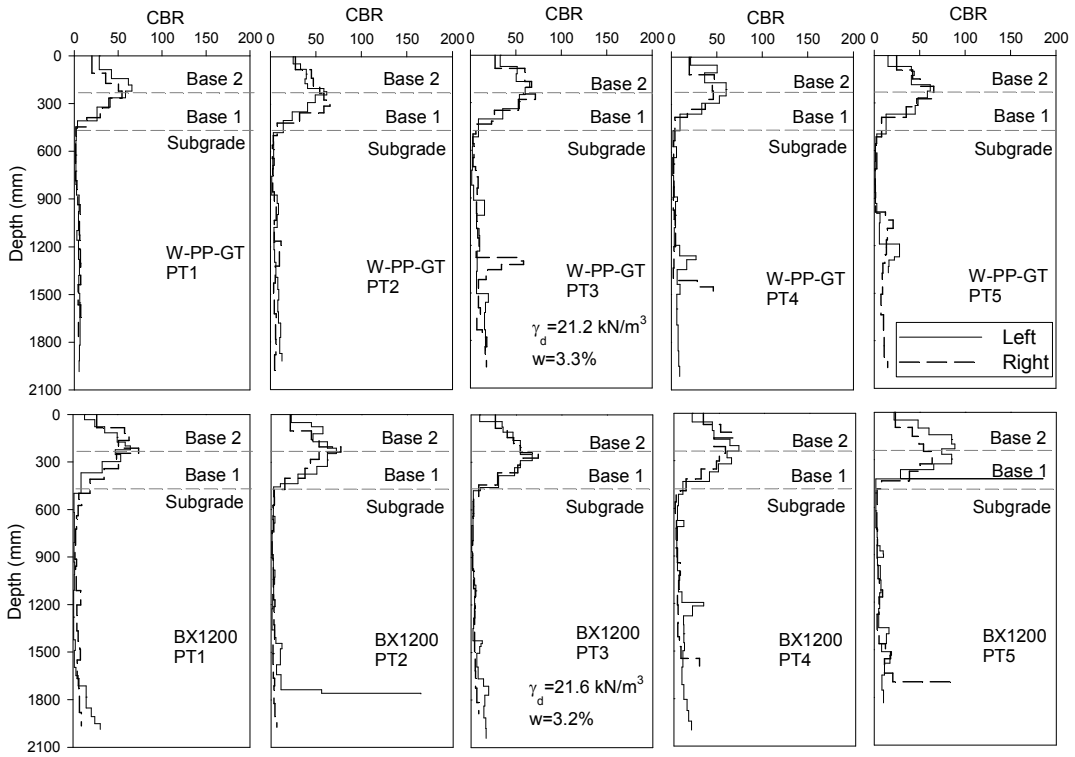 CBR CBR CBR CBR CBR
0 50 100 150 200 0 50 100 150 200 0 50 100 150 200 0 50 100 150 200 0 50 100 150 200
0
300
600
900
1200
1500
1800
2100
Depth (mm)
Base 2
Base 1
Subgrade
W-PP-GT
PT1
Base 2
Base 1
Subgrade
W-PP-GT
PT2
Base 2
Base 1
Subgrade
W-PP-GT
PT3
γd=21.2 kN/m³
w=3.3%
Base 2
Base 1
Subgrade
W-PP-GT
PT4
Base 2
Base 1
Subgrade
W-PP-GT
PT5
Left
Right
0
300
600
900
1200
1500
1800
2100
Depth (mm)
Base 2
Base 1
Subgrade
BX1200
PT1
Base 2
Base 1
Subgrade
BX1200
PT2
Base 2
Base 1
Subgrade
BX1200
PT3
γd=21.6 kN/m³
w=3.2%
Base 2
Base 1
Subgrade
BX1200
PT4
Base 2
Base 1
Subgrade
BX1200
PT5